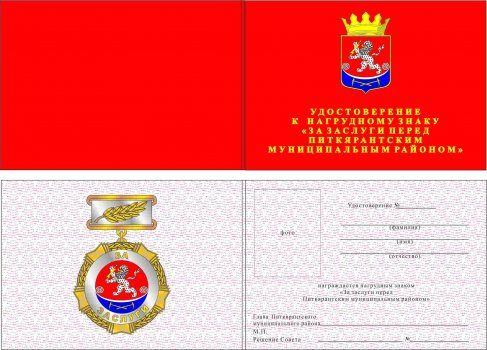 УДОСТОВЕРЕНИЕ
К НАГРУДНОМУ ЗНАКУ
«ЗА ЗАСЛУГИ ПЕРЕД
ПИТКЯРАНТСКИМ
МУНИЦИПАЛЬНЫМ РАЙОНОМ»
ЗА
ЗАСЛУГИ
фото
Удостоверение №
(фамилия)
(имя)
(отчество)
награждается нагрудным знаком
«За заслуги перед
Питкярантским муниципальным районом»
Глава Питкярантского
муниципального района
М.П.
Решение Совета - №